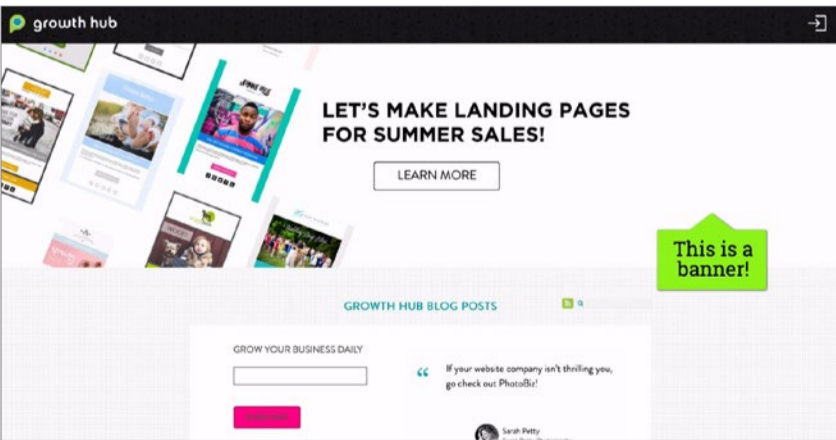 growth hub
LET'S MAKE LANDING PAGES
FOR SUMMER SALES!
LEARN MORE
This is a
banner!
GROWTH HUB BLOG POSTS
GROW YOUR BUSINESS DAILY
If your website company isn't thrilling you,
go check out PhotoBiz!
Sarah Petty